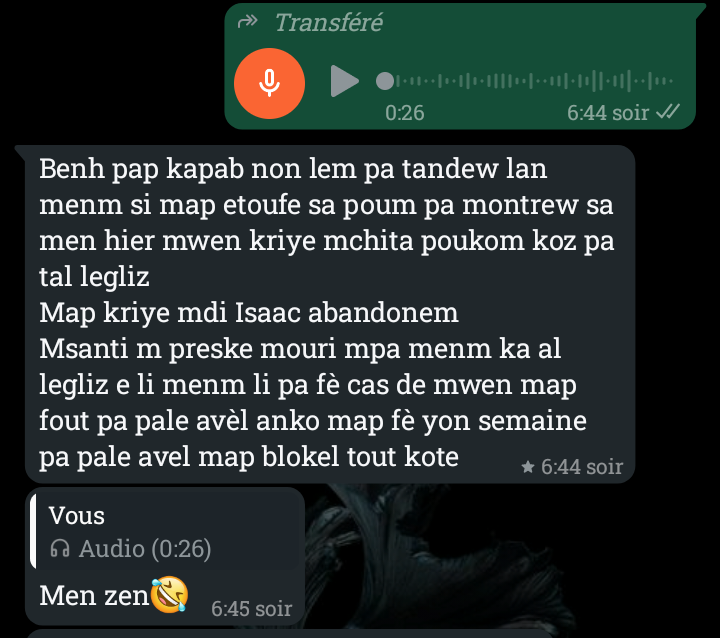 Transféré
0:26
6:44 soir
Benh pap kapab non lem pa tandew lan
menm si map etoufe sa poum pa montrew sa
men hier mwen kriye mchita poukom koz pa
tal legliz
Map kriye mdi Isaac abandonem
Msanti m preske mouri mpa menm ka al
legliz e li menm li pa fè cas de mwen map
fout pa pale avèl anko map fè yon semaine
pa pale avel map blokel tout kote
6:44 soir
Vous
Audio (0:26)
Men zen🤣
6:45 soir